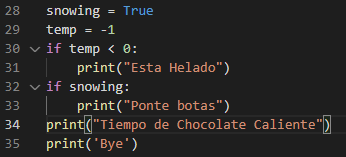 28 snowing = True
29 temp = -1
30 if temp < 0:
31     print("Esta Helado")
32 if snowing:
33     print("Ponte botas")
34 print("Tiempo de Chocolate Caliente")
35 print('Bye')